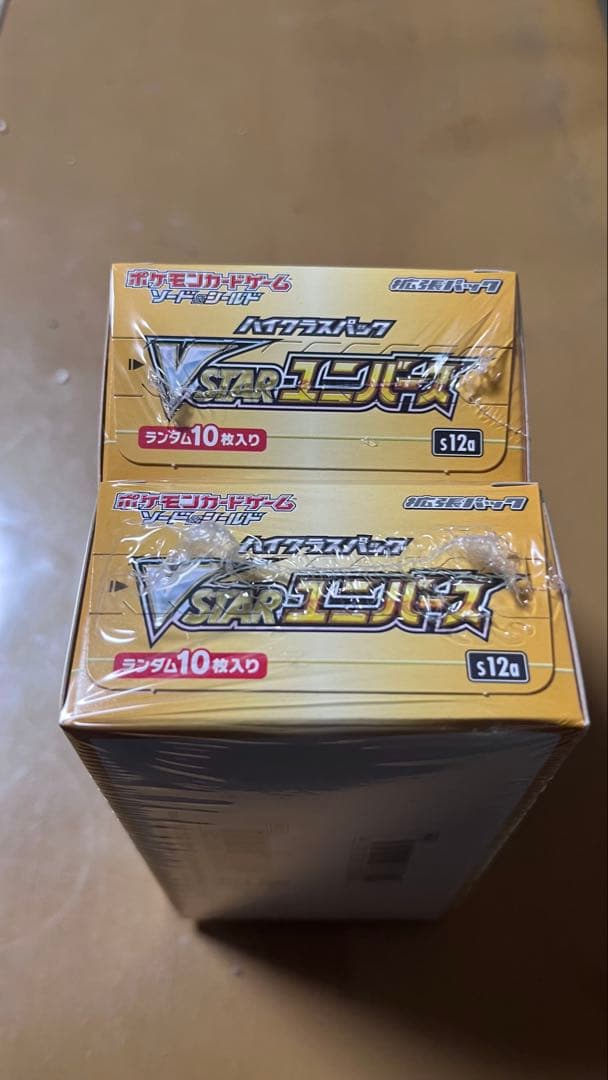 ポケモンカードゲーム
ソード&シールド
拡張パック
ハイクラスパック
VSTARユニバース
ランダム10枚入り
s12a
ポケモンカードゲーム
ソード&シールド
拡張パック
ハイクラスパック
VSTARユニバース
ランダム10枚入り
s12a